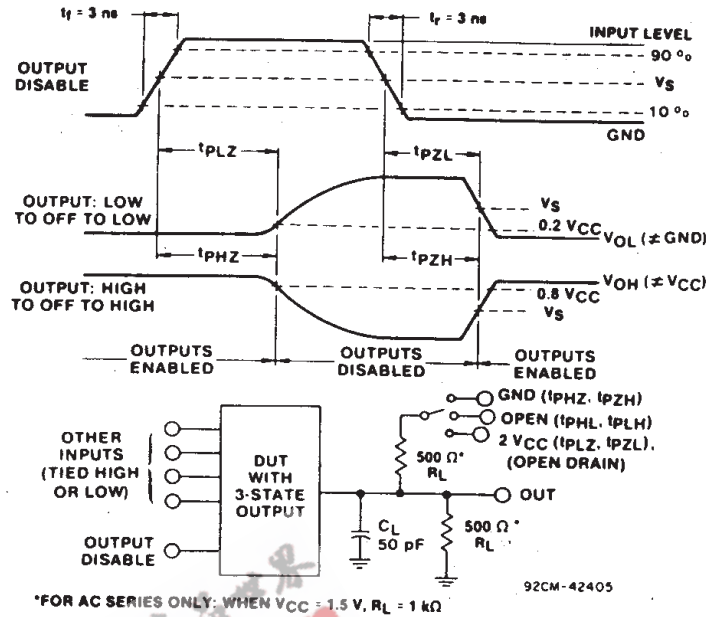 tf = 3 ns
tr = 3 ns
INPUT LEVEL
90 %
OUTPUT
DISABLE
VS
10 %
GND
tPLZ
tPZL
OUTPUT: LOW
TO OFF TO LOW
VS
0.2 VCC
VOL (≠ GND)
tPHZ
tPZH
OUTPUT: HIGH
TO OFF TO HIGH
VOH (≠ VCC)
0.8 VCC
VS
OUTPUTS
ENABLED
OUTPUTS
DISABLED
OUTPUTS
ENABLED
GND (tPHZ, tPZH)
OPEN (tPHL, tPLH)
2 VCC (tPLZ, tPZL),
(OPEN DRAIN)
OTHER
INPUTS
(TIED HIGH
OR LOW)
DUT
WITH
3-STATE
OUTPUT
500 Ω*
RL
OUT
OUTPUT
DISABLE
CL
50 pF
500 Ω*
RL
92CM-42405
*FOR AC SERIES ONLY: WHEN VCC = 1.5 V, RL = 1 kΩ